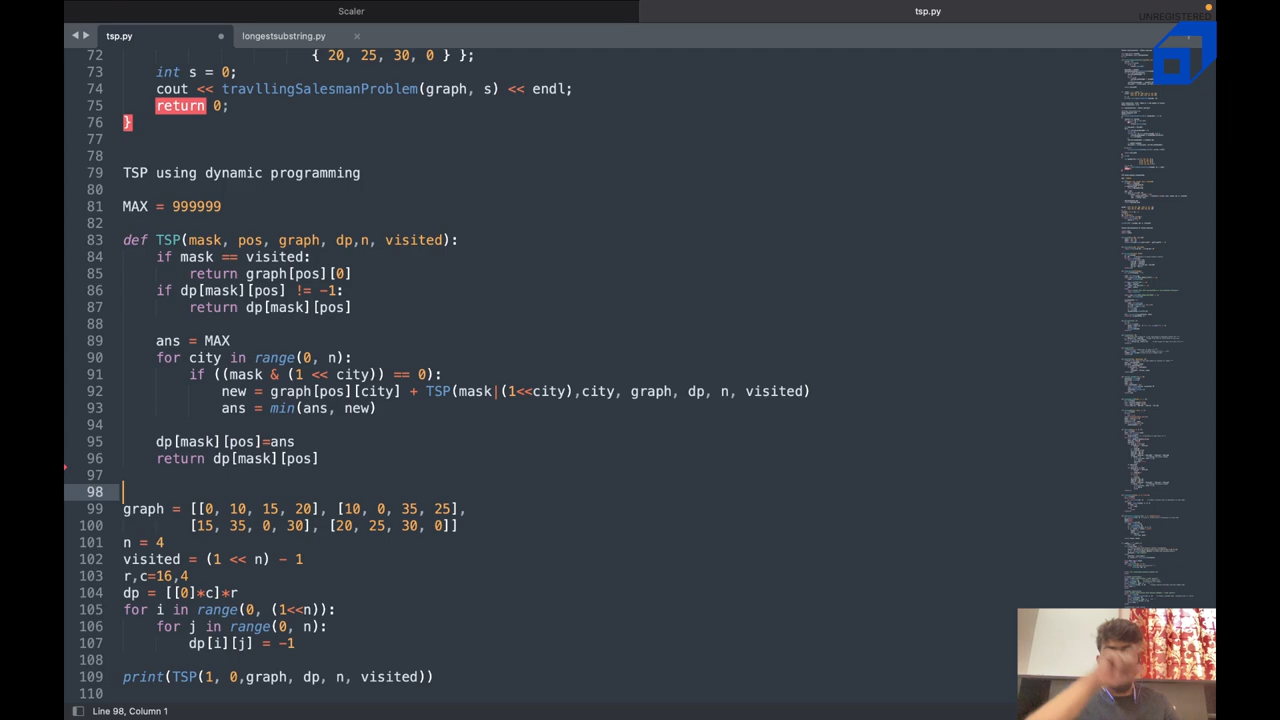 Scaler
tsp.py
UNREGISTERED
tsp.py
longestsubstring.py
72 { 20, 25, 30, 0 } };
73 int s = 0;
74 cout << travllingSalesmanProblem(graph, s) << endl;
75 return 0;
76 }
77
78
79 TSP using dynamic programming
80
81 MAX = 999999
82
83 def TSP(mask, pos, graph, dp,n, visited):
84 if mask == visited:
85 return graph[pos][0]
86 if dp[mask][pos] != -1:
87 return dp[mask][pos]
88
89 ans = MAX
90 for city in range(0, n):
91 if ((mask & (1 << city)) == 0):
92 new = graph[pos][city] + TSP(mask|(1<<city),city, graph, dp, n, visited)
93 ans = min(ans, new)
94
95 dp[mask][pos]=ans
96 return dp[mask][pos]
97
98
99 graph = [[0, 10, 15, 20], [10, 0, 35, 25],
100 [15, 35, 0, 30], [20, 25, 30, 0]]
101 n = 4
102 visited = (1 << n) - 1
103 r,c=16,4
104 dp = [[0]*c]*r
105 for i in range(0, (1<<n)):
106 for j in range(0, n):
107 dp[i][j] = -1
108
109 print(TSP(1, 0,graph, dp, n, visited))
110
Line 98, Column 1